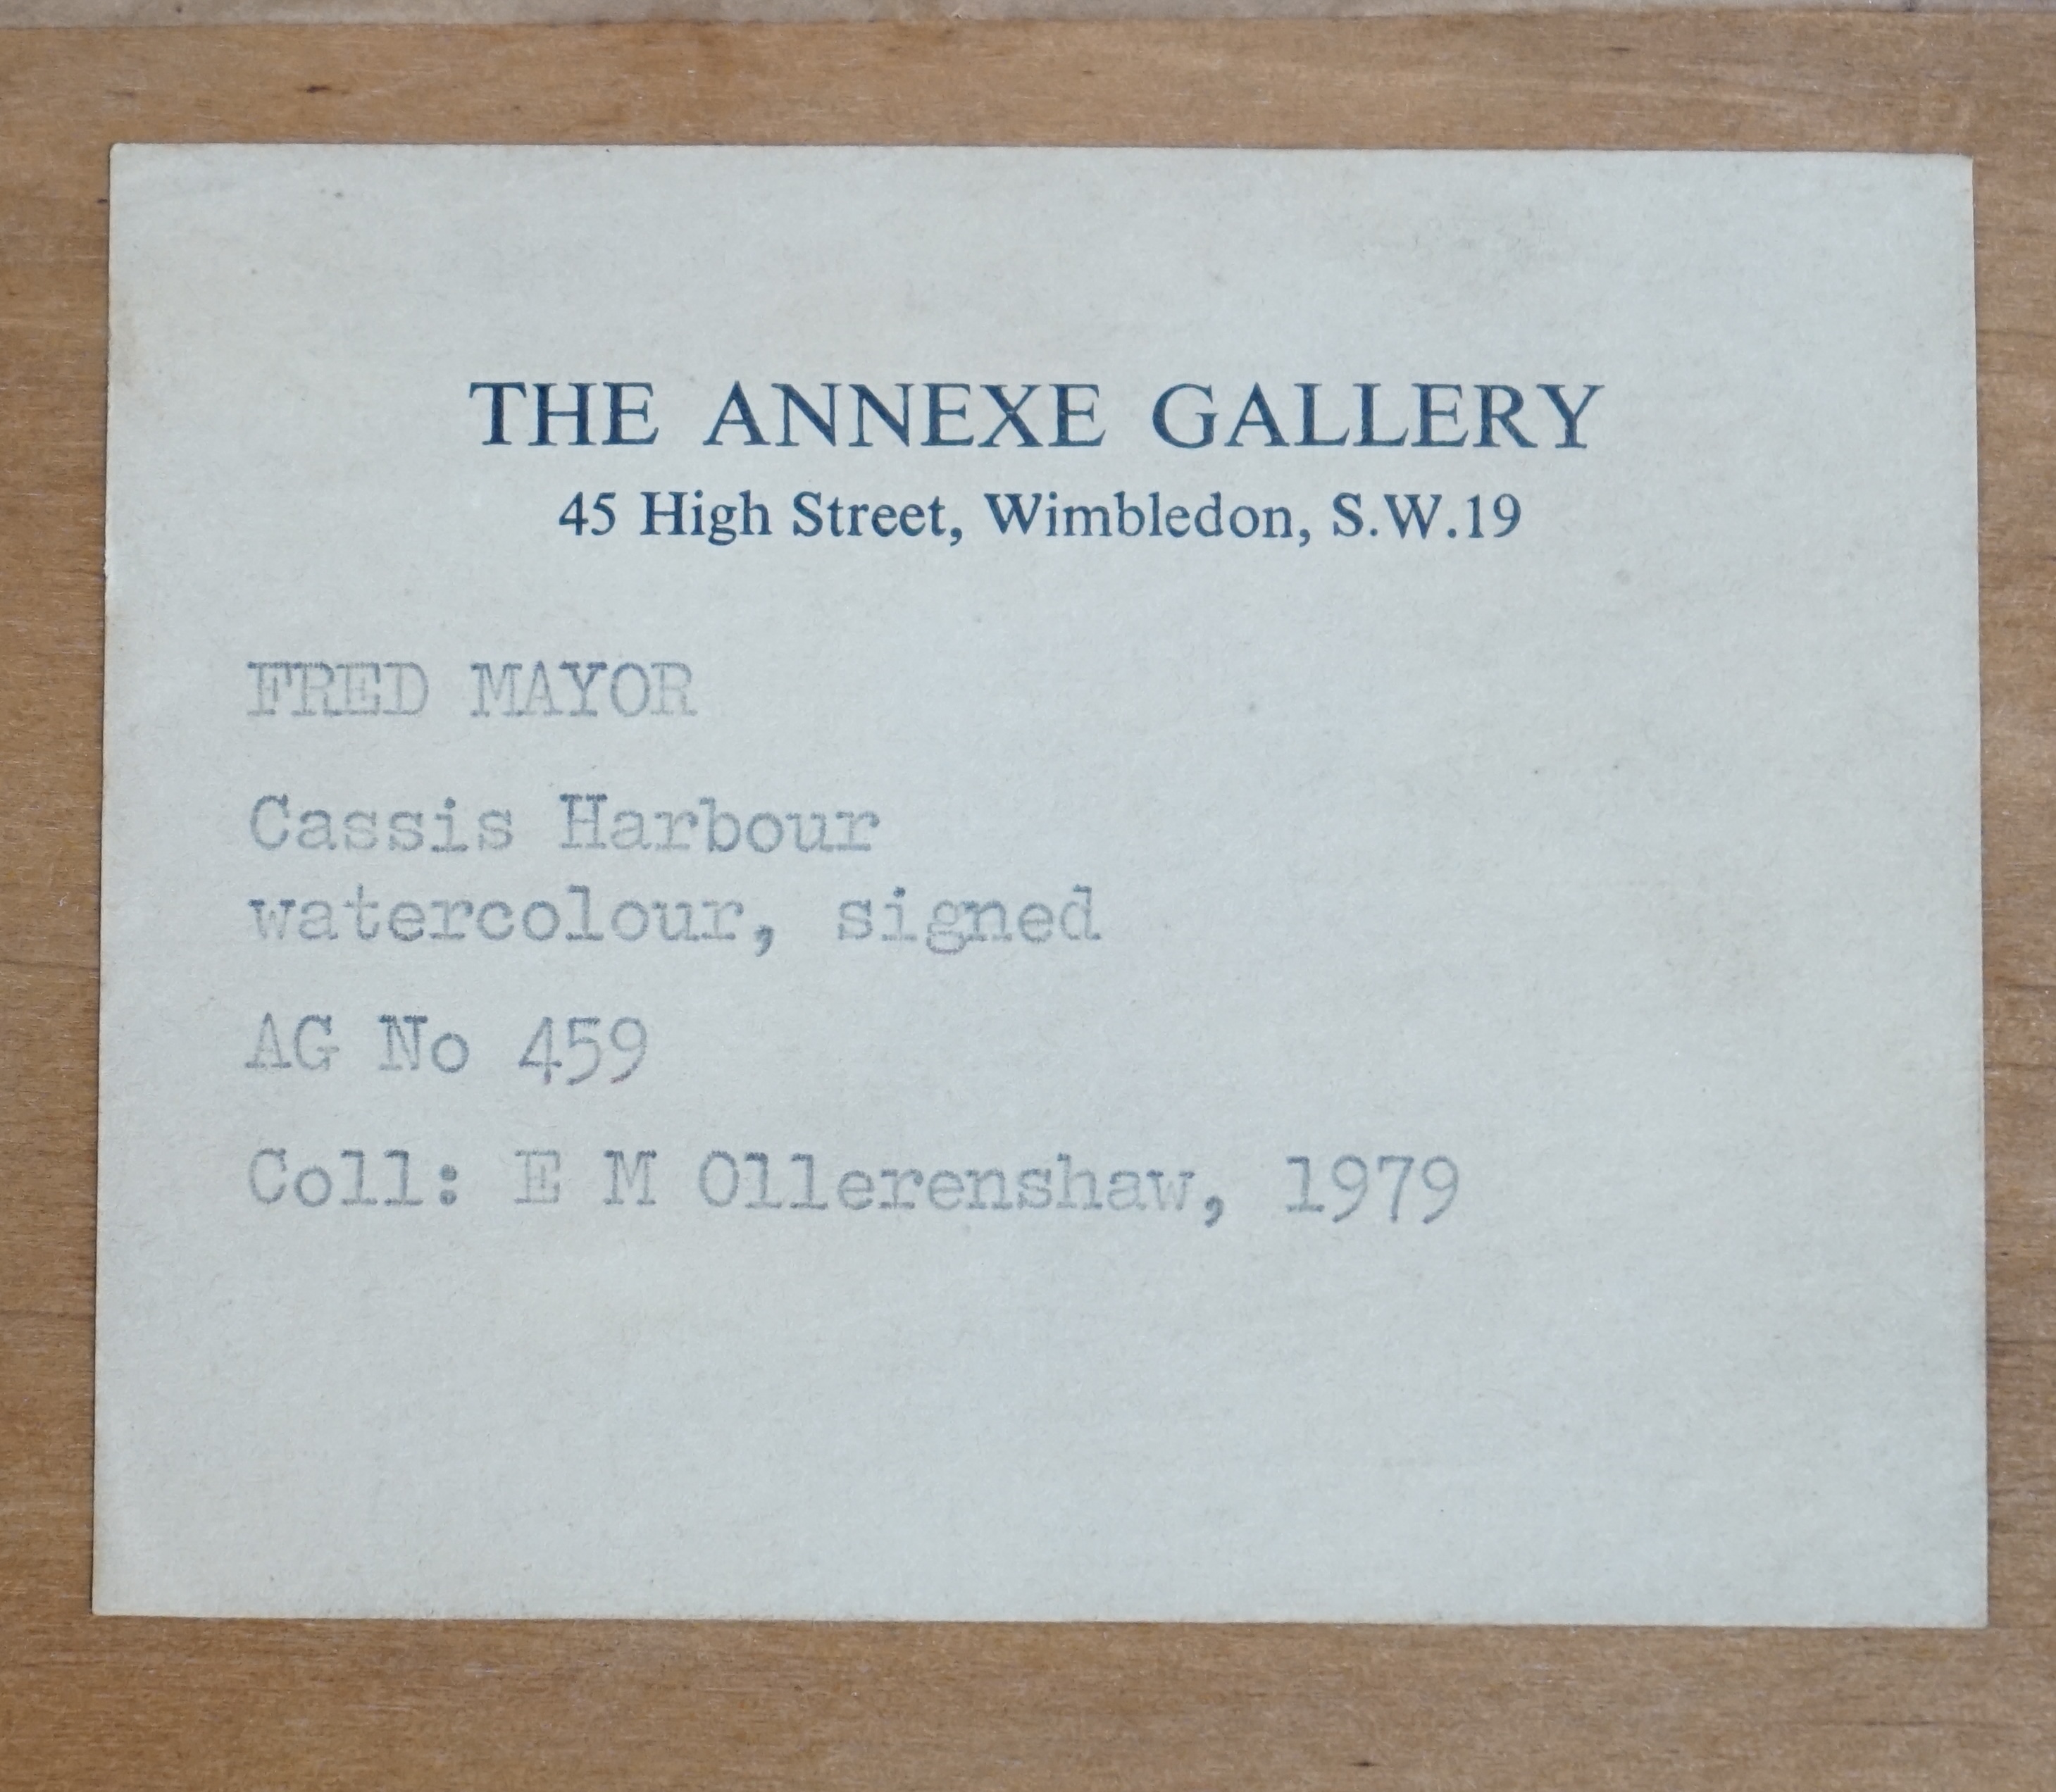 THE ANNEXE GALLERY
45 High Street, Wimbledon, S.W.19
FRED MAYOR
Cassis Harbour
watercolour, signed
AG No 459
Coll: E M Ollerenshaw, 1979